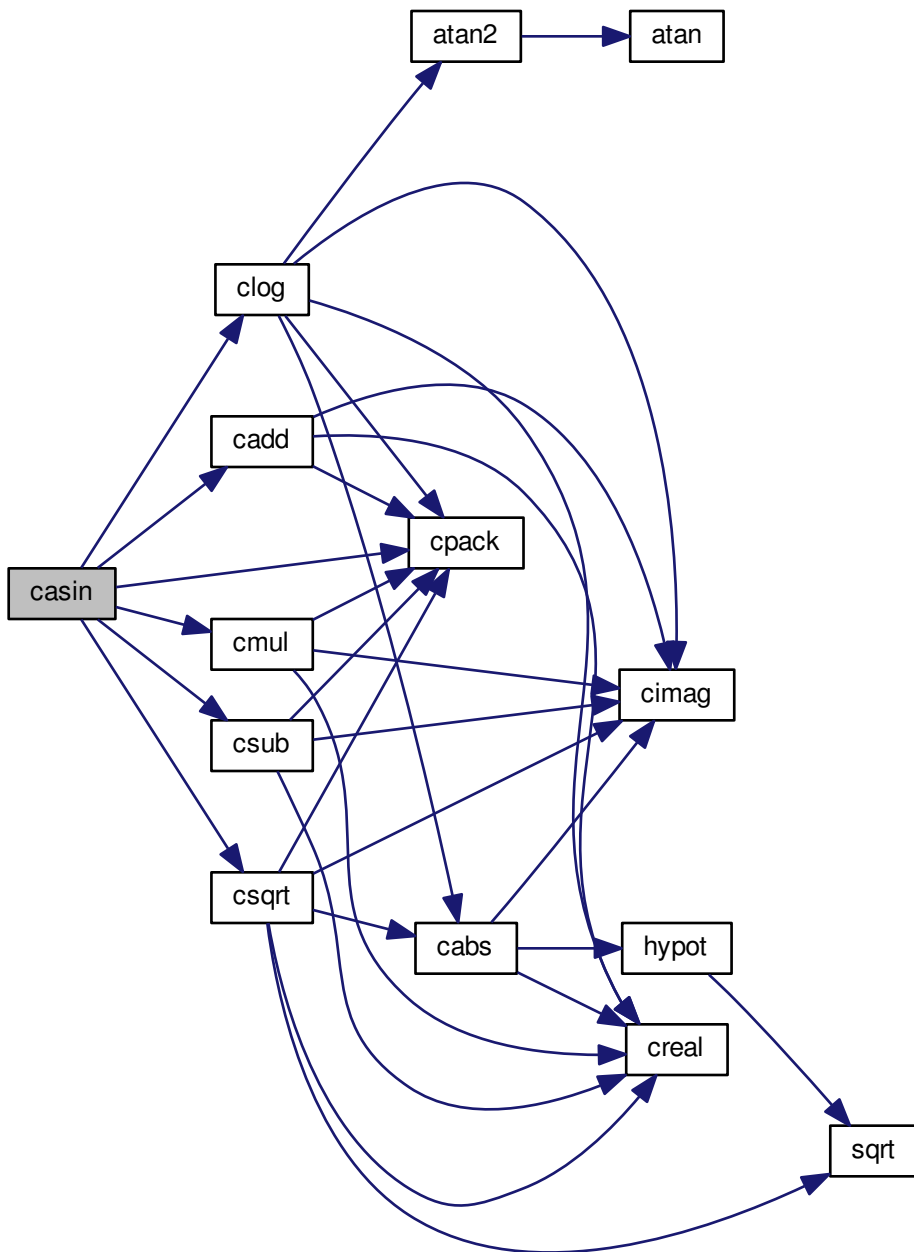 atan2
atan
clog
cadd
cpack
casin
cmul
cimag
csub
csqrt
cabs
hypot
creal
sqrt